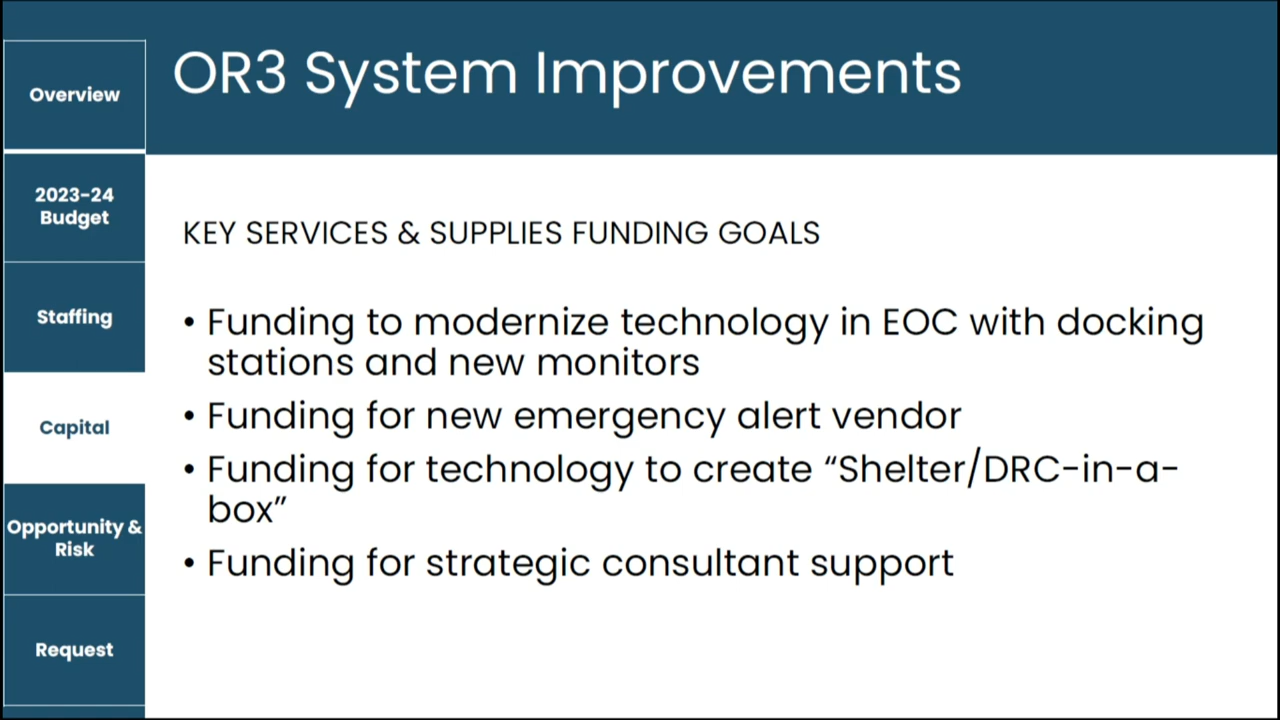 OR3 System Improvements
Overview
2023-24
Budget
Staffing
Capital
Opportunity &
Risk
Request
KEY SERVICES & SUPPLIES FUNDING GOALS
• Funding to modernize technology in EOC with docking
stations and new monitors
• Funding for new emergency alert vendor
• Funding for technology to create “Shelter/DRC-in-a-
box”
• Funding for strategic consultant support